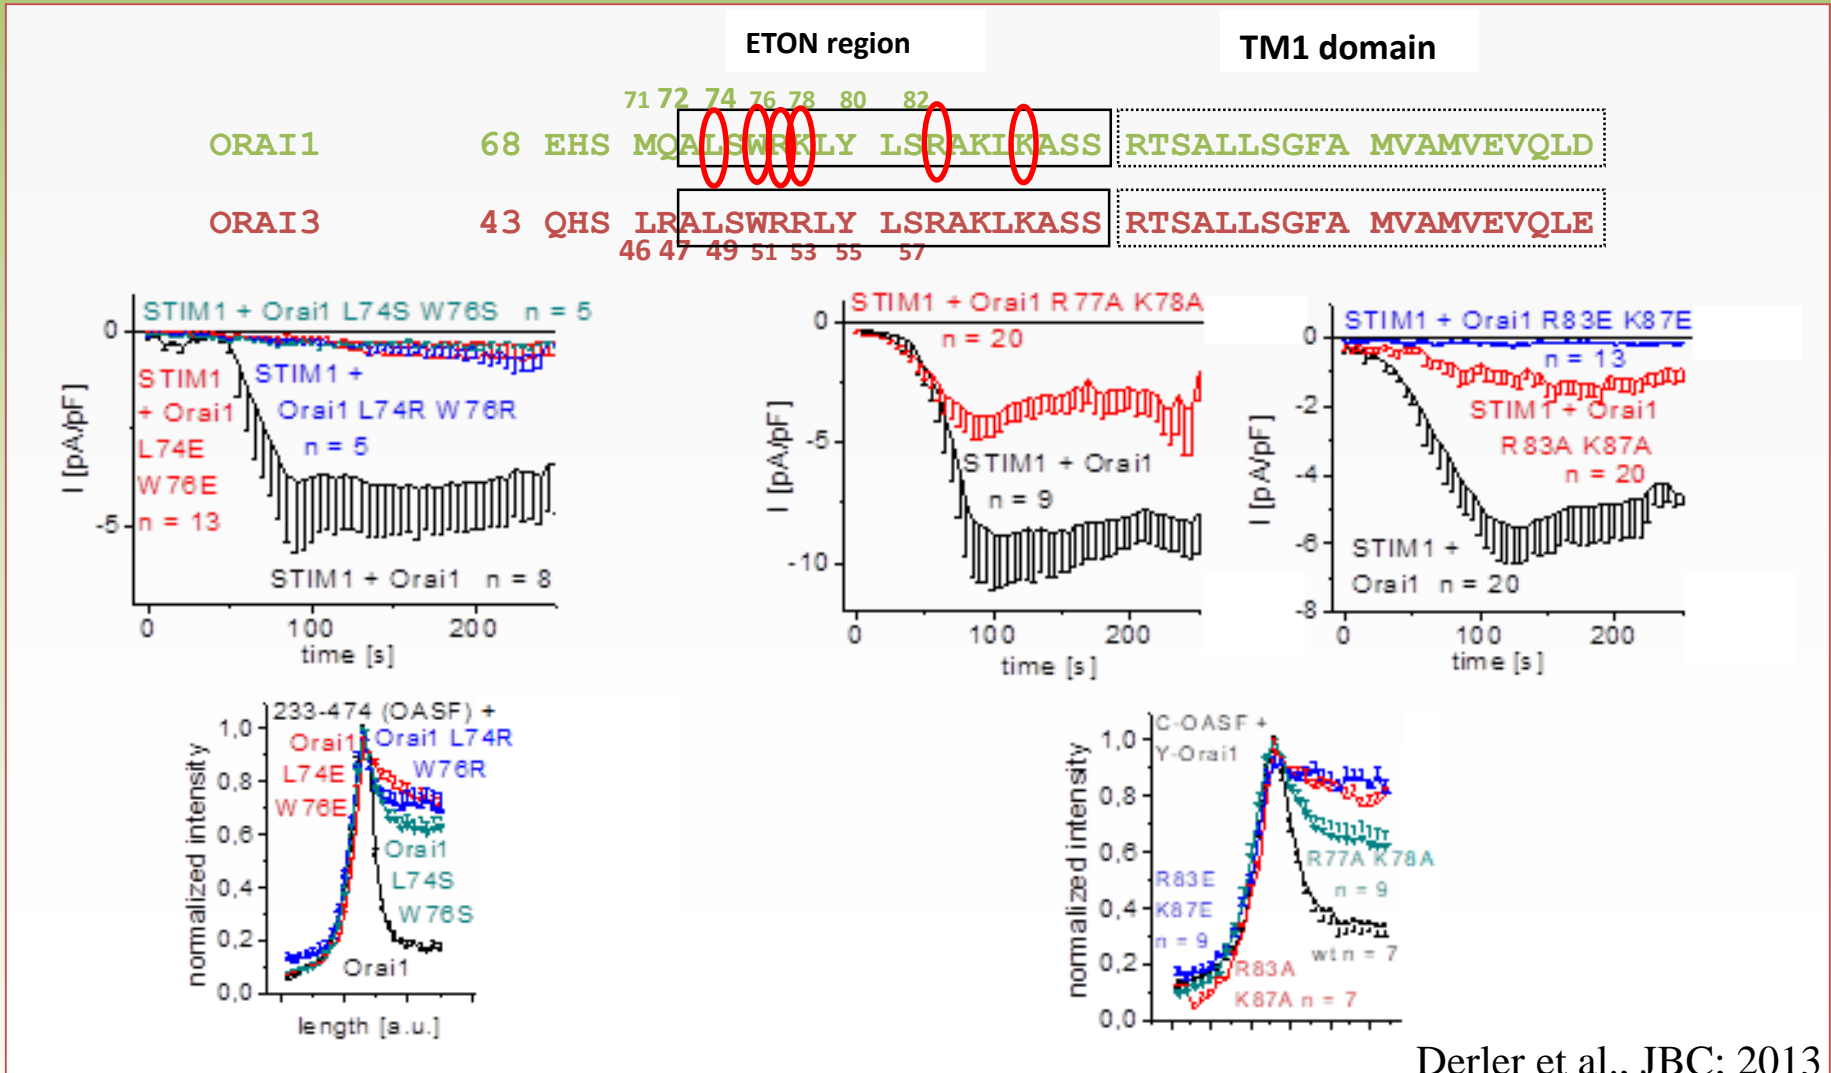 ETON region
TM1 domain
71 72 74 76 78 80 82
ORAI1 68 EHS MQALSWRKLY LSRAKLKASS RTSALLSGFA MVAMVEVQLD
ORAI3 43 QHS LRALSWRRLY LSRAKLKASS RTSALLSGFA MVAMVEVQLE
46 47 49 51 53 55 57
STIM1 + Orai1 L74S W76S n = 5
0
STIM1
+ Orai1
L74E
W76E
n = 13
STIM1 +
Orai1 L74R W76R
n = 5
-5
STIM1 + Orai1 n = 8
I [pA/pF]
0 100 200
time [s]
STIM1 + Orai1 R77A K78A
n = 20
0
-5
-10
STIM1 + Orai1
n = 9
I [pA/pF]
0 100 200
time [s]
STIM1 + Orai1 R83E K87E
n = 13
0
-2
-4
-6
-8
STIM1 + Orai1
R83A K87A
n = 20
STIM1 +
Orai1 n = 20
I [pA/pF]
0 100 200
time [s]
233-474 (OASF) +
Orai1
L74E
W76E
Orai1 L74R
W76R
Orai1
L74S
W76S
Orai1
1.0
0.8
0.6
0.4
0.2
0.0
normalized intensity
length [a.u.]
C-OASF +
Y-Orai1
1.0
0.8
0.6
0.4
0.2
0.0
normalized intensity
R77A K78A
n = 9
R83E
K87E
n = 9
wt n = 7
R83A
K87A n = 7
Derler et al., JBC; 2013